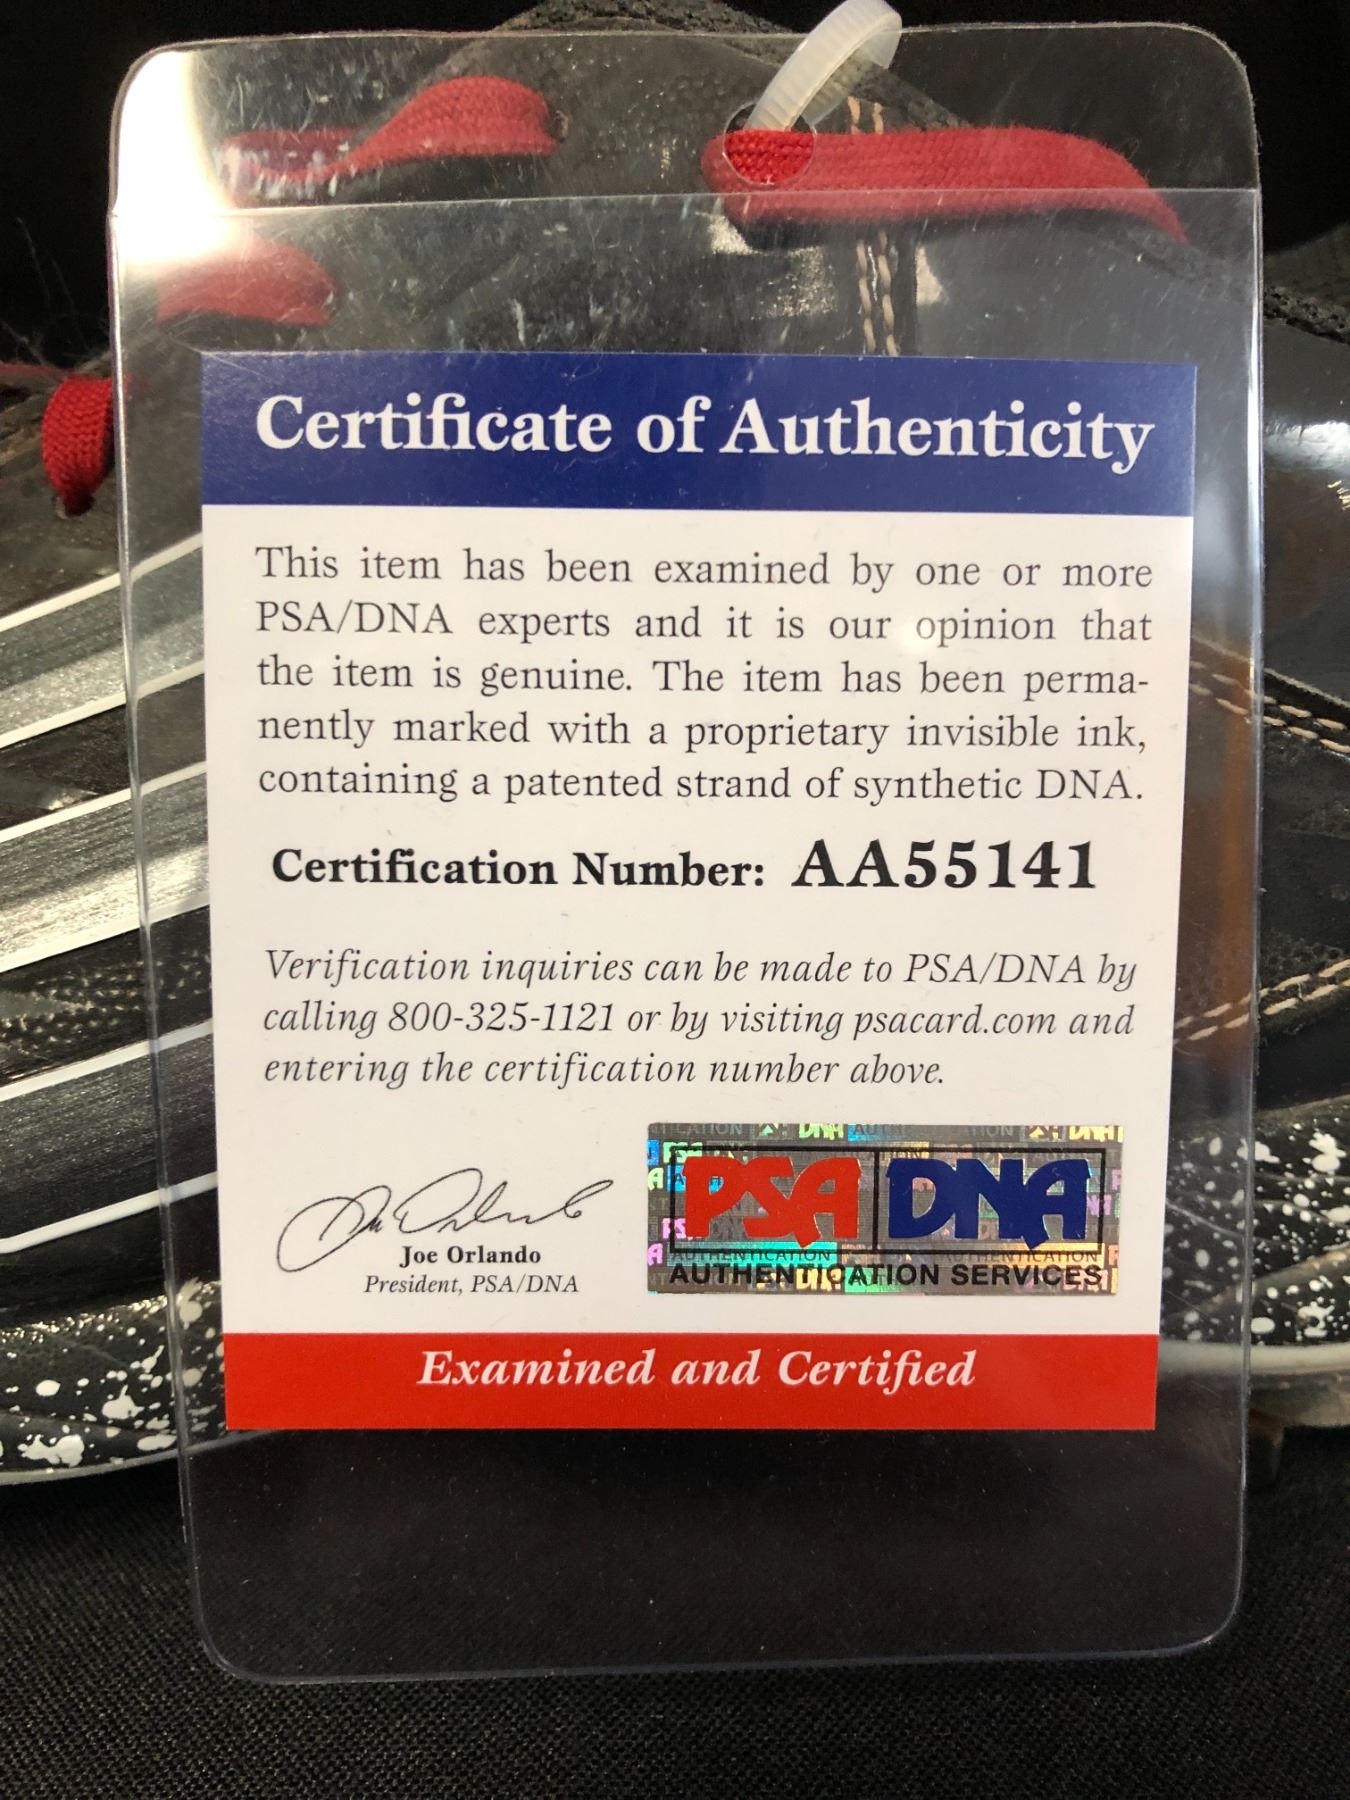 Certificate of Authenticity
This item has been examined by one or more
PSA/DNA experts and it is our opinion that
the item is genuine. The item has been perma-
nently marked with a proprietary invisible ink,
containing a patented strand of synthetic DNA.
Certification Number: AA55141
Verification inquiries can be made to PSA/DNA by
calling 800-325-1121 or by visiting psacard.com and
entering the certification number above.
Joe Orlando
President, PSA/DNA
PSA DNA
AUTHENTICATION SERVICES
Examined and Certified